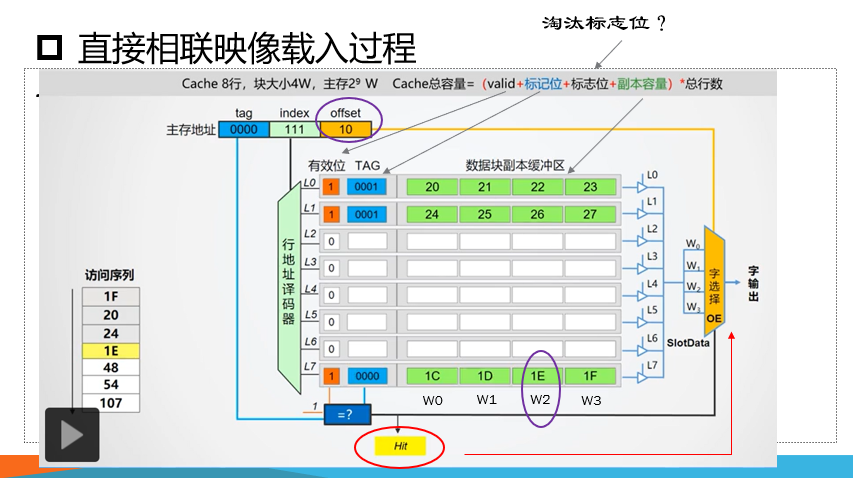 淘汰标志位？
直接相联映像载入过程
Cache 8行，块大小4W，主存2⁹ W Cache总容量=（valid+标记位+标志位+副本容量）*总行数
tag index offset
主存地址 0000 111 10
有效位 TAG 数据块副本缓冲区
L0 1 0001 20 21 22 23 L0
L1 1 0001 24 25 26 27 L1
L2 0 L2
L3 0 L3
L4 0 L4
L5 0 L5
L6 0 L6
L7 1 0000 1C 1D 1E 1F L7
行地址译码器
W0
W1
W2
W3
字选择
OE
字输出
SlotData
W0 W1 W2 W3
1
=?
Hit
访问序列
1F
20
24
1E
48
54
107